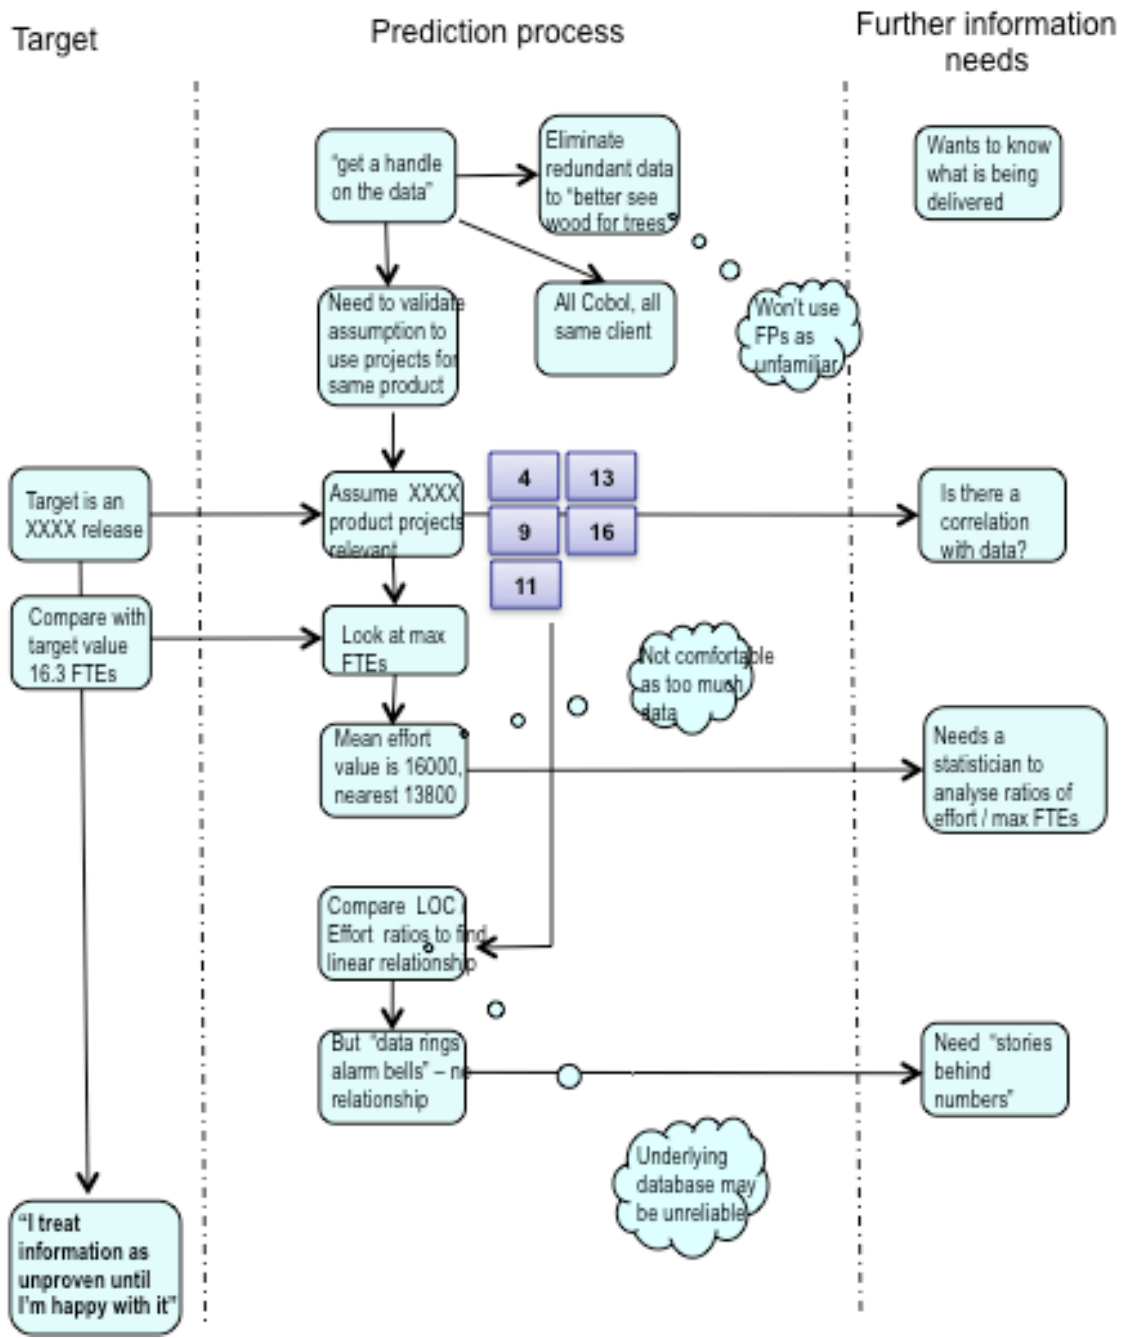 Target
Prediction process
Further information
needs
"get a handle
on the data"
Eliminate
redundant data
to "better see
wood for trees"
Wants to know
what is being
delivered
Need to validate
assumption to
use projects for
same product
All Cobol, all
same client
Won't use
FPs as
unfamiliar
Target is an
XXXX release
Assume XXXX
product projects
relevant
4
13
9
16
11
Is there a
correlation
with data?
Compare with
target value
16.3 FTEs
Look at max
FTEs
Not comfortable
as too much
data
Mean effort
value is 16000,
nearest 13800
Needs a
statistician to
analyse ratios of
effort / max FTEs
Compare LOC /
Effort ratios to find
linear relationship
But "data rings
alarm bells" – no
relationship
Need "stories
behind
numbers"
Underlying
database may
be unreliable
"I treat
information as
unproven until
I'm happy with it"